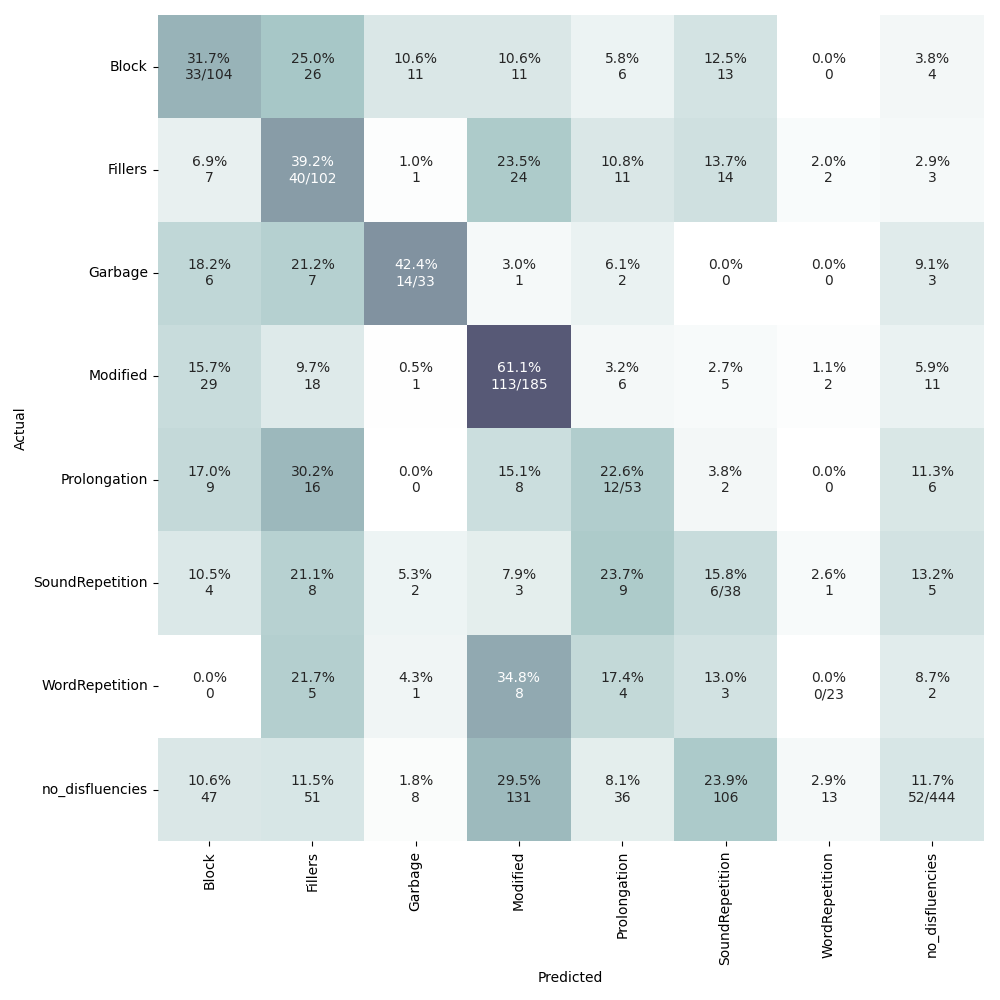 Block
31.7% 25.0% 10.6% 10.6% 5.8% 12.5% 0.0% 3.8%
33/104 26 11 11 6 13 0 4
Fillers
6.9% 39.2% 1.0% 23.5% 10.8% 13.7% 2.0% 2.9%
7 40/102 1 24 11 14 2 3
Garbage
18.2% 21.2% 42.4% 3.0% 6.1% 0.0% 0.0% 9.1%
6 7 14/33 1 2 0 0 3
Modified
15.7% 9.7% 0.5% 61.1% 3.2% 2.7% 1.1% 5.9%
29 18 1 113/185 6 5 2 11
Actual
Prolongation
17.0% 30.2% 0.0% 15.1% 22.6% 3.8% 0.0% 11.3%
9 16 0 8 12/53 2 0 6
SoundRepetition
10.5% 21.1% 5.3% 7.9% 23.7% 15.8% 2.6% 13.2%
4 8 2 3 9 6/38 1 5
WordRepetition
0.0% 21.7% 4.3% 34.8% 17.4% 13.0% 0.0% 8.7%
0 5 1 8 4 3 0/23 2
no_disfluencies
10.6% 11.5% 1.8% 29.5% 8.1% 23.9% 2.9% 11.7%
47 51 8 131 36 106 13 52/444
Block
Fillers
Garbage
Modified
Prolongation
SoundRepetition
WordRepetition
no_disfluencies
Predicted